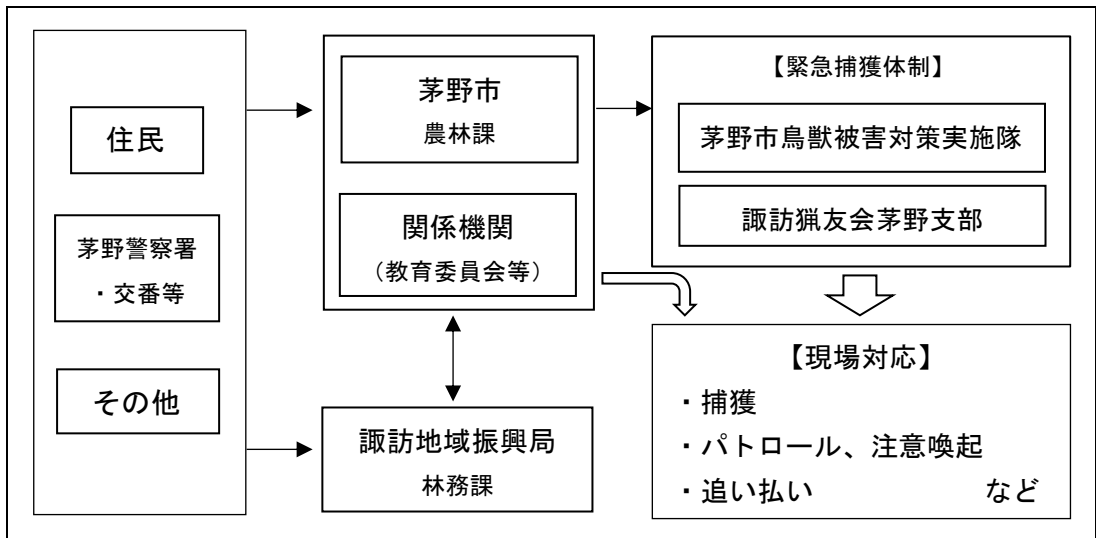 住民
茅野警察署
・交番等
その他
茅野市
農林課
関係機関
（教育委員会等）
諏訪地域振興局
林務課
【緊急捕獲体制】
茅野市鳥獣被害対策実施隊
諏訪猟友会茅野支部
【現場対応】
・捕獲
・パトロール、注意喚起
・追い払い　　　　　など